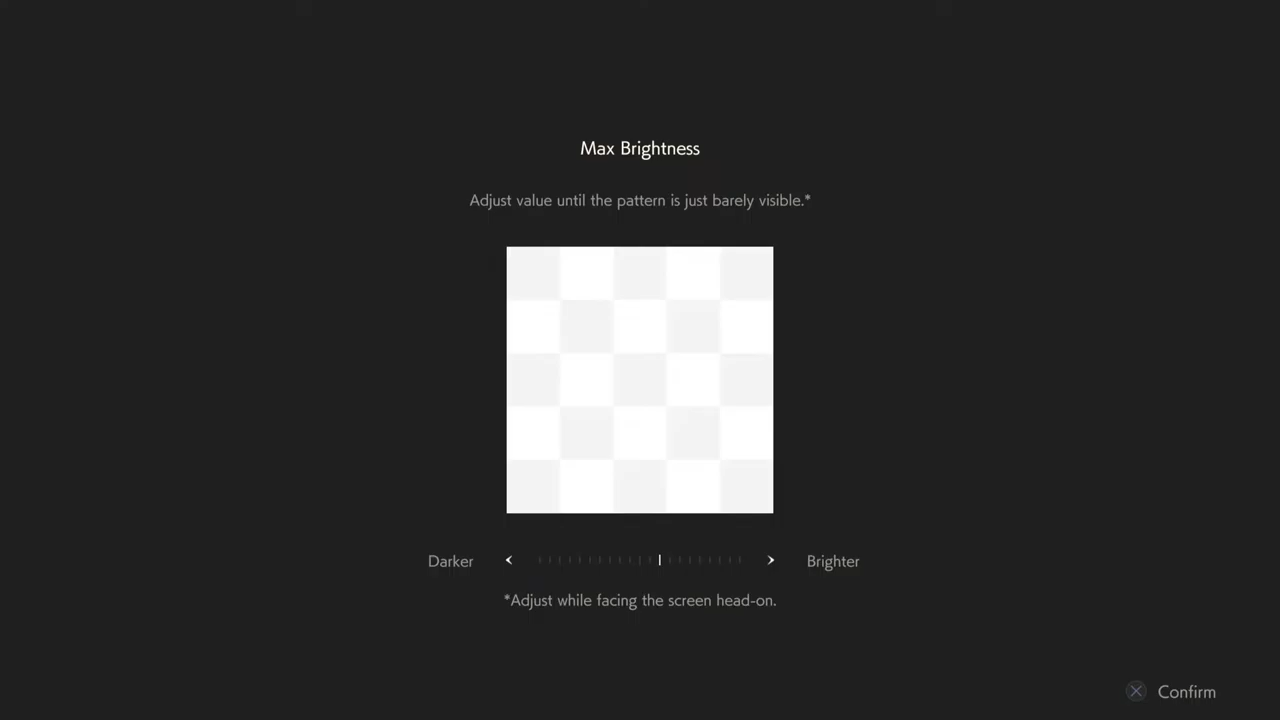 Max Brightness
Adjust value until the pattern is just barely visible.*
Darker
Brighter
*Adjust while facing the screen head-on.
Confirm